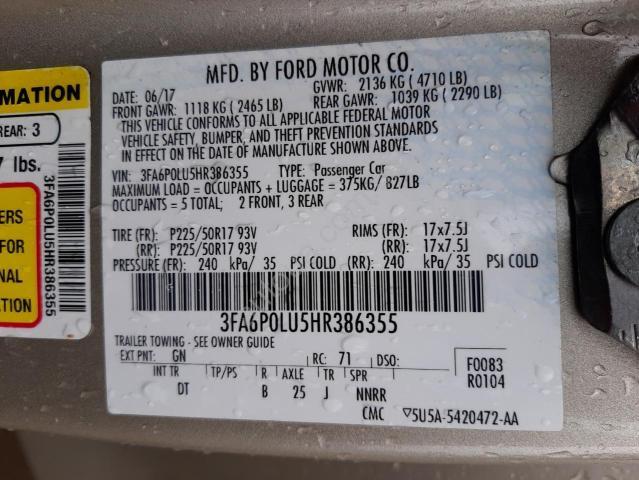 MFD. BY FORD MOTOR CO.
DATE: 06/17 GVWR: 2136 KG ( 4710 LB)
FRONT GAWR: 1118 KG ( 2465 LB) REAR GAWR: 1039 KG ( 2290 LB)
THIS VEHICLE CONFORMS TO ALL APPLICABLE FEDERAL MOTOR
VEHICLE SAFETY, BUMPER, AND THEFT PREVENTION STANDARDS
IN EFFECT ON THE DATE OF MANUFACTURE SHOWN ABOVE
VIN: 3FA6P0LU5HR386355 TYPE: Passenger Car
MAXIMUM LOAD = OCCUPANTS + LUGGAGE = 375KG/ 827LB
OCCUPANTS = 5 TOTAL: 2 FRONT, 3 REAR
TIRE (FR): P225/50R17 93V RIMS (FR): 17x7.5J
(RR): P225/50R17 93V (RR): 17x7.5J
PRESSURE (FR): 240 kPa/ 35 PSI COLD (RR): 240 kPa/ 35 PSI COLD
3FA6P0LU5HR386355
TRAILER TOWING - SEE OWNER GUIDE
EXT PNT: GN RC: 71 DSO: F0083
R0104
INT TR TP/PS R AXLE TR SPR
DT B 25 J NNRR
CMC 5U5A-5420472-AA
RMATION
REAR: 3
lbs.
3FA6P0LU5HR386355
ERS
FOR
NAL
ATION